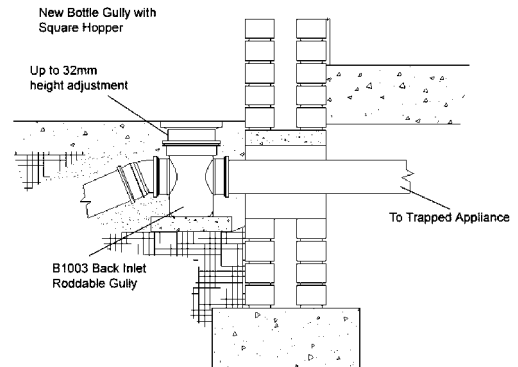 New Bottle Gully with
Square Hopper
Up to 32mm
height adjustment
To Trapped Appliance
B1003 Back Inlet
Roddable Gully